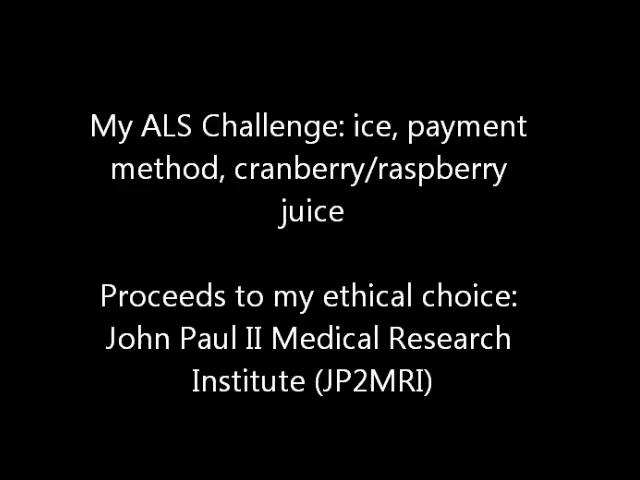 My ALS Challenge: ice, payment
method, cranberry/raspberry
juice
Proceeds to my ethical choice:
John Paul II Medical Research
Institute (JP2MRI)